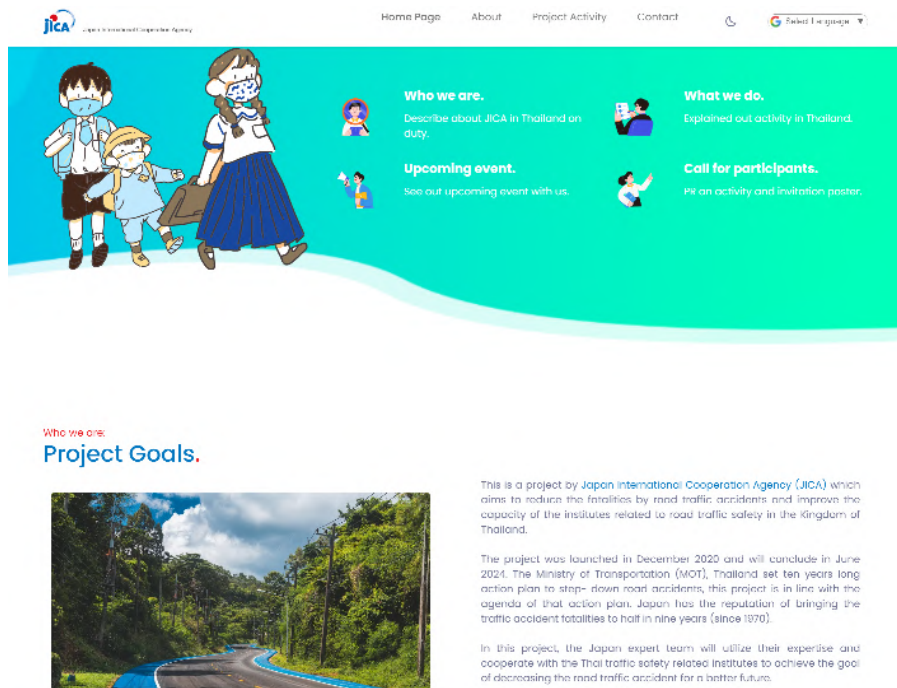 JICA Japan International Cooperation Agency
Home Page About Project Activity Contact
G Select Language ▼
Who we are.
Describe about JICA in Thailand on
duty.
What we do.
Explained out activity in Thailand.
Upcoming event.
See out upcoming event with us.
Call for participants.
PR an activity and invitation poster.
Who we are:
Project Goals.
This is a project by Japan International Cooperation Agency (JICA) which
aims to reduce the fatalities by road traffic accidents and improve the
capacity of the institutes related to road traffic safety in the Kingdom of
Thailand.
The project was launched in December 2020 and will conclude in June
2024. The Ministry of Transportation (MOT), Thailand set ten years long
action plan to step- down road accidents, this project is in line with the
agenda of that action plan. Japan has the reputation of bringing the
traffic accident fatalities to half in nine years (since 1970).
In this project, the Japan expert team will utilize their expertise and
cooperate with the Thai traffic safety related institutes to achieve the goal
of decreasing the road traffic accident for a better future.